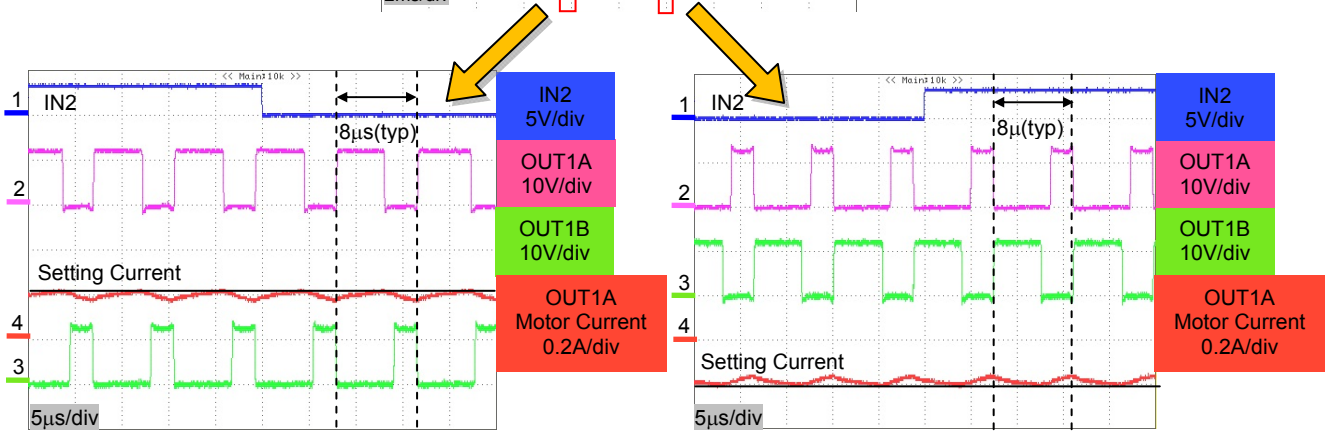 << Main:10k >>
1
IN2
8μs(typ)
2
Setting Current
4
3
5μs/div
IN2
5V/div
OUT1A
10V/div
OUT1B
10V/div
OUT1A
Motor Current
0.2A/div
<< Main:10k >>
1
IN2
8μ(typ)
2
3
4
Setting Current
5μs/div
IN2
5V/div
OUT1A
10V/div
OUT1B
10V/div
OUT1A
Motor Current
0.2A/div